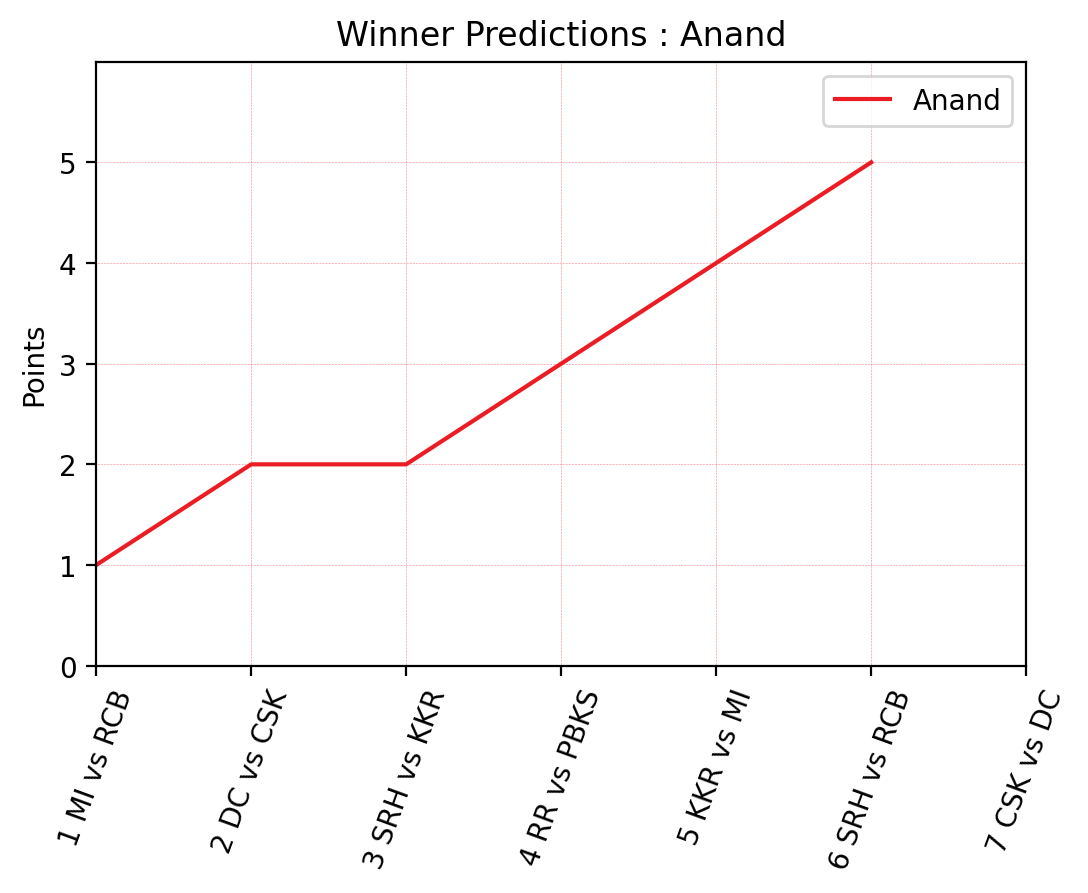 Winner Predictions : Anand
Anand
Points
5
4
3
2
1
0
1 MI vs RCB
2 DC vs CSK
3 SRH vs KKR
4 RR vs PBKS
5 KKR vs MI
6 SRH vs RCB
7 CSK vs DC